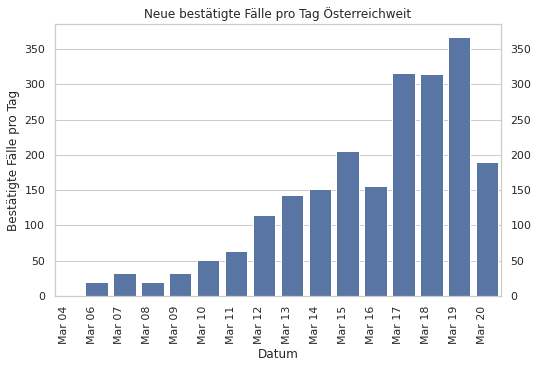 Neue bestätigte Fälle pro Tag Österreichweit
Bestätigte Fälle pro Tag
350
300
250
200
150
100
50
0
350
300
250
200
150
100
50
0
Mar 04
Mar 06
Mar 07
Mar 08
Mar 09
Mar 10
Mar 11
Mar 12
Mar 13
Mar 14
Mar 15
Mar 16
Mar 17
Mar 18
Mar 19
Mar 20
Datum